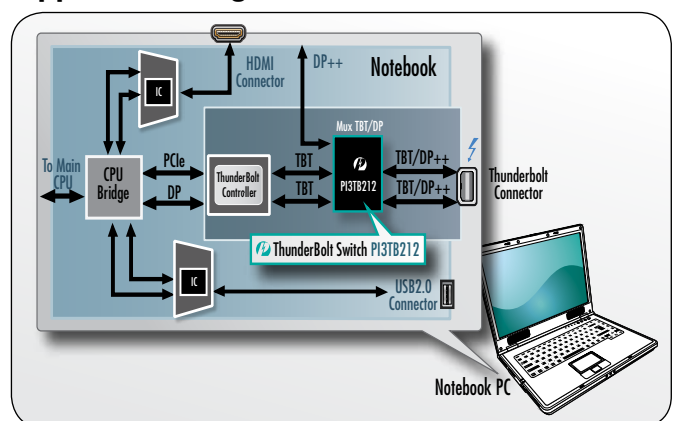 HDMI
Connector
DP++
Notebook
IC
Mux TBT/DP
To Main
CPU
CPU
Bridge
PCIe
DP
ThunderBolt
Controller
TBT
TBT
PI3TB212
TBT/DP++
TBT/DP++
Thunderbolt
Connector
ThunderBolt Switch PI3TB212
IC
USB2.0
Connector
Notebook PC